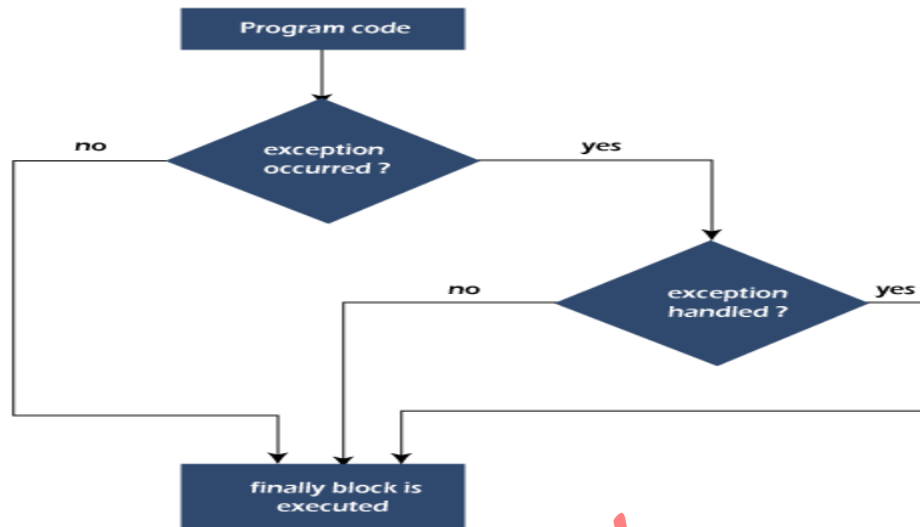 Program code
exception
occurred ?
no
yes
exception
handled ?
no
yes
finally block is
executed